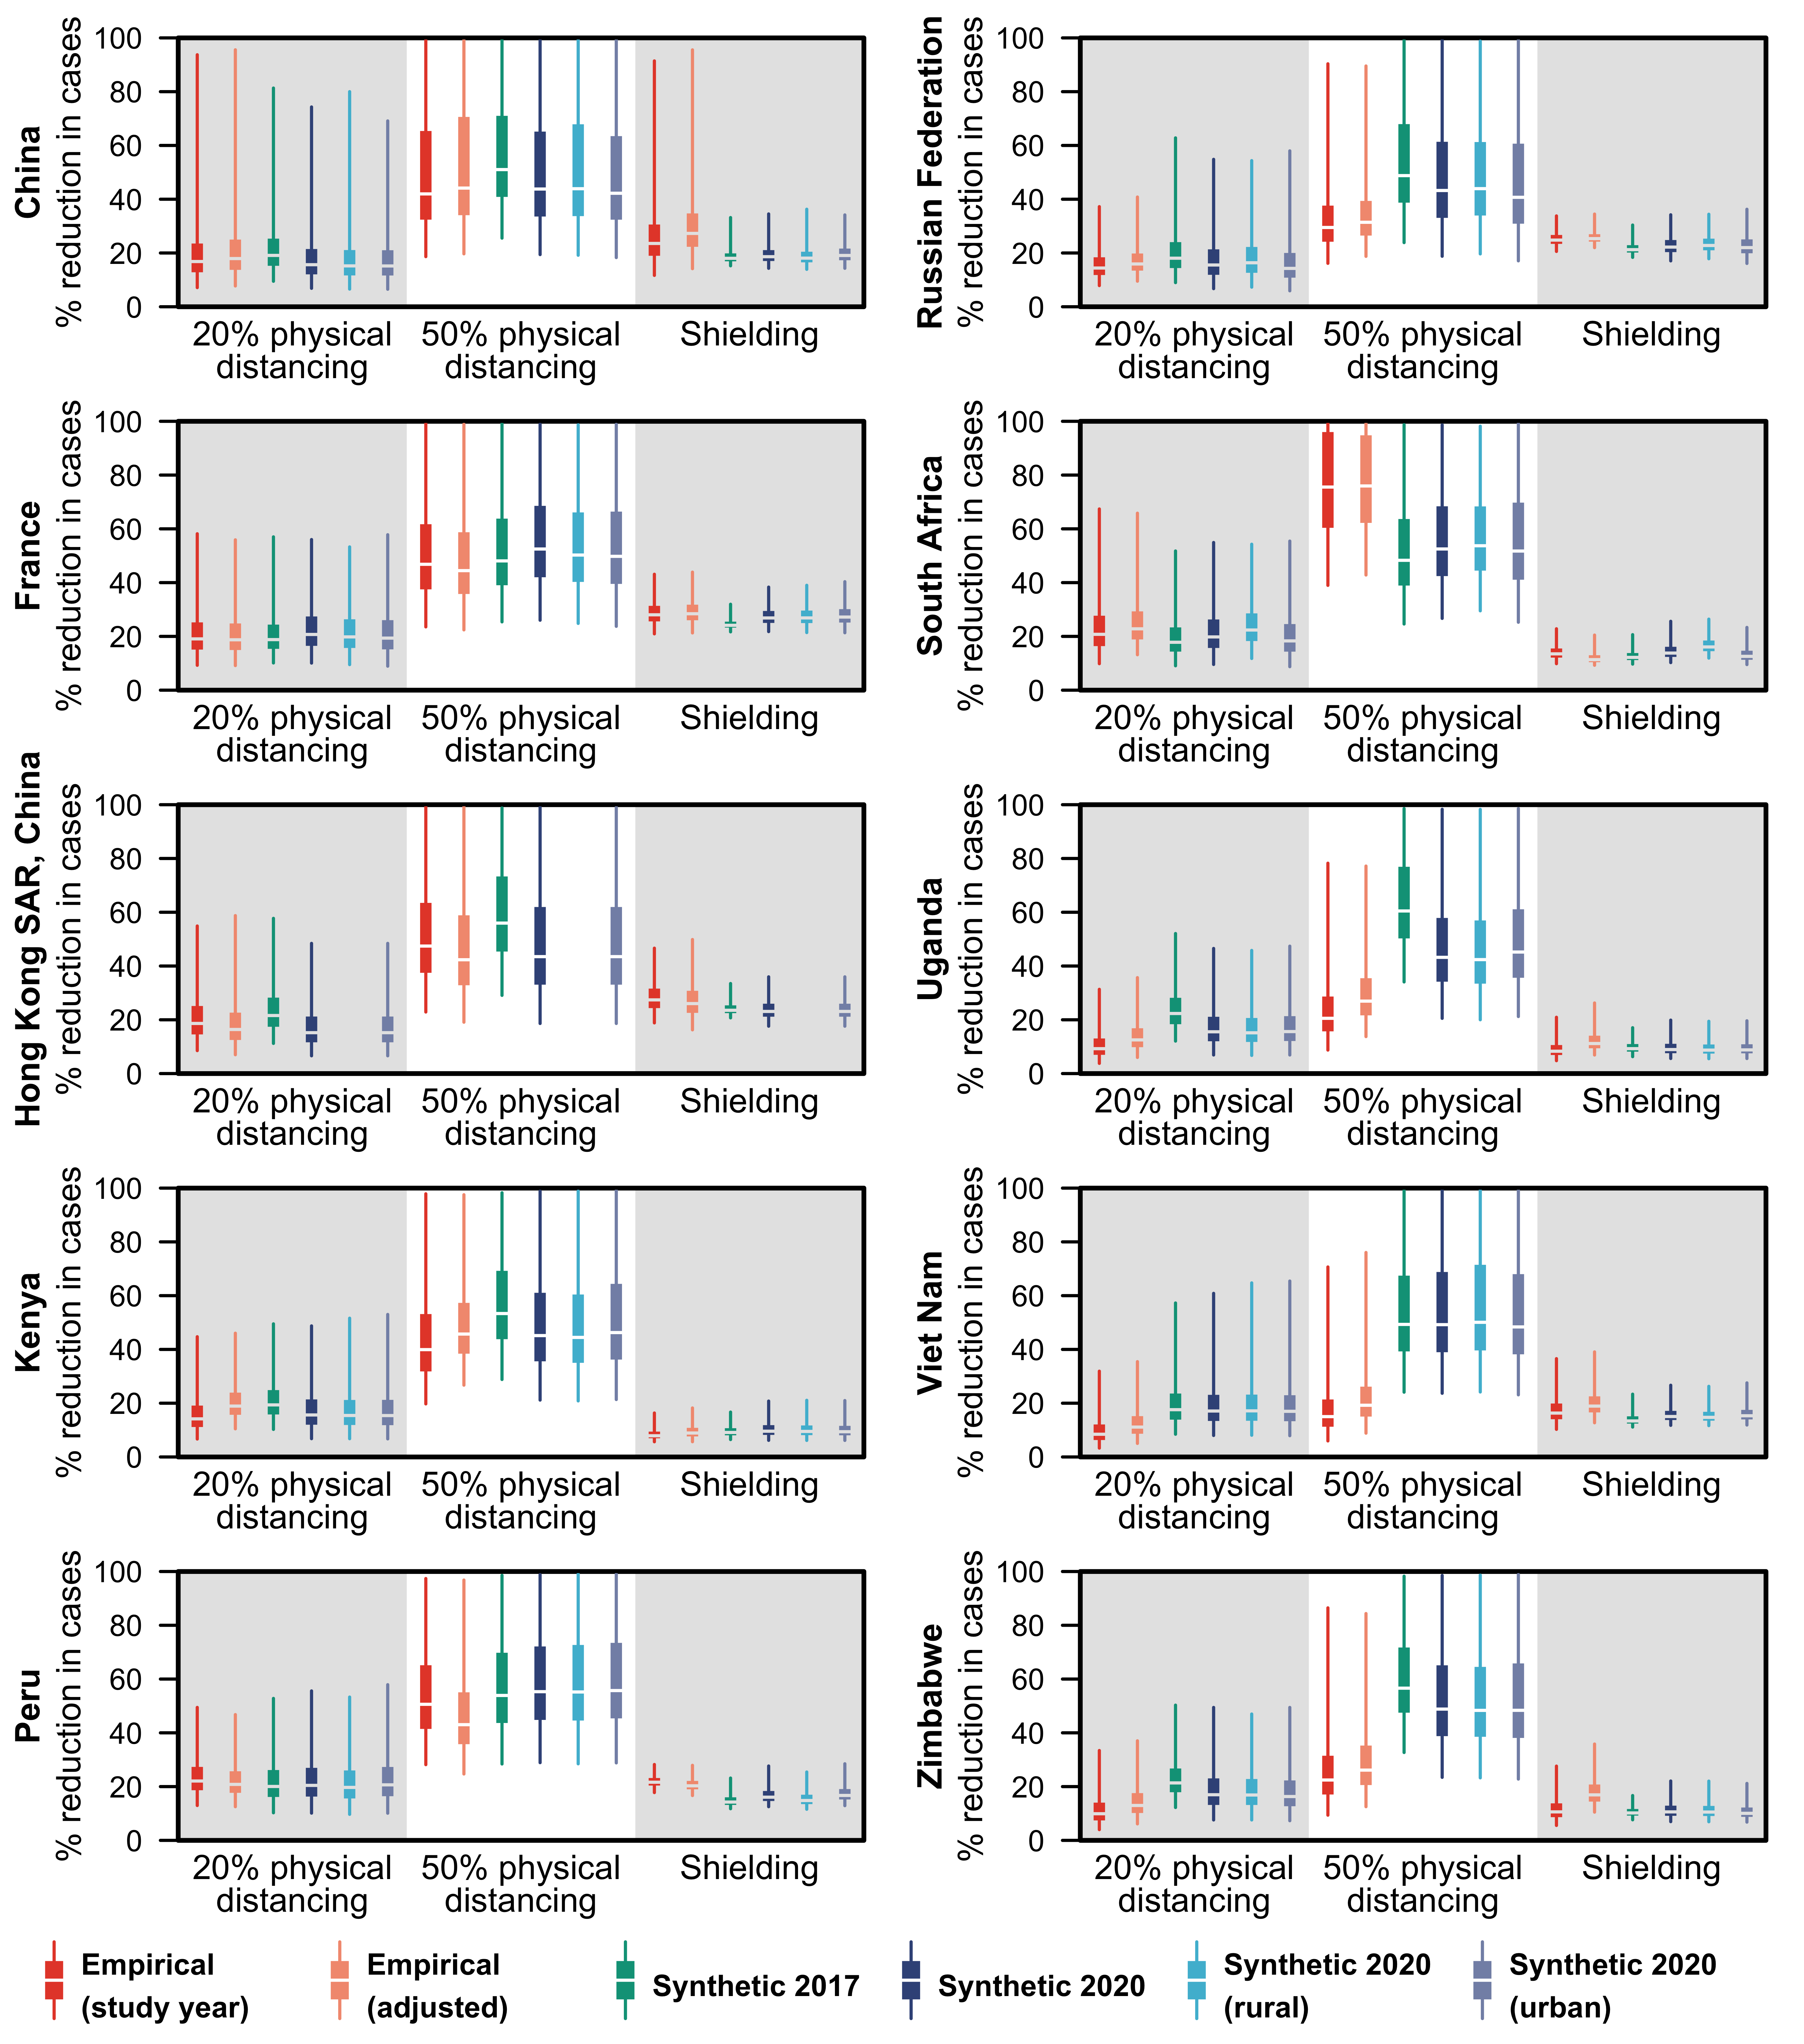 China
% reduction in cases
100
80
60
40
20
0
20% physical
distancing
50% physical
distancing
Shielding
Russian Federation
% reduction in cases
100
80
60
40
20
0
20% physical
distancing
50% physical
distancing
Shielding
France
% reduction in cases
100
80
60
40
20
0
20% physical
distancing
50% physical
distancing
Shielding
South Africa
% reduction in cases
100
80
60
40
20
0
20% physical
distancing
50% physical
distancing
Shielding
Hong Kong SAR, China
% reduction in cases
100
80
60
40
20
0
20% physical
distancing
50% physical
distancing
Shielding
Uganda
% reduction in cases
100
80
60
40
20
0
20% physical
distancing
50% physical
distancing
Shielding
Kenya
% reduction in cases
100
80
60
40
20
0
20% physical
distancing
50% physical
distancing
Shielding
Viet Nam
% reduction in cases
100
80
60
40
20
0
20% physical
distancing
50% physical
distancing
Shielding
Peru
% reduction in cases
100
80
60
40
20
0
20% physical
distancing
50% physical
distancing
Shielding
Zimbabwe
% reduction in cases
100
80
60
40
20
0
20% physical
distancing
50% physical
distancing
Shielding
Empirical
(study year)
Empirical
(adjusted)
Synthetic 2017
Synthetic 2020
Synthetic 2020
(rural)
Synthetic 2020
(urban)